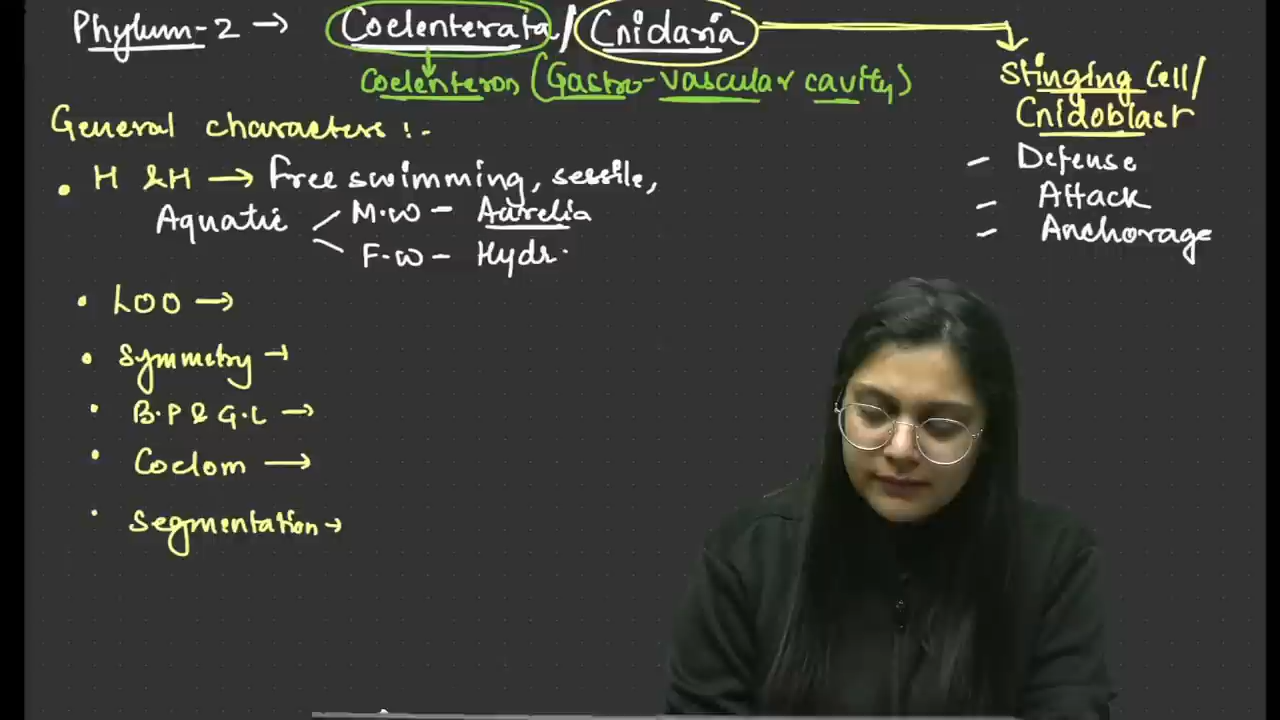 Phylum-2 → Coelenterata / Cnidaria
Coelenteron (Gastro-vascular cavity)
Stinging Cell/
Cnidoblast
- Defense
- Attack
- Anchorage
General characters :-
• H & H → Free swimming, sessile,
Aquatic
M.W - Aurelia
F.W - Hydr.
• LOO →
• Symmetry →
• B.P & G.L →
• Coelom →
• Segmentation →